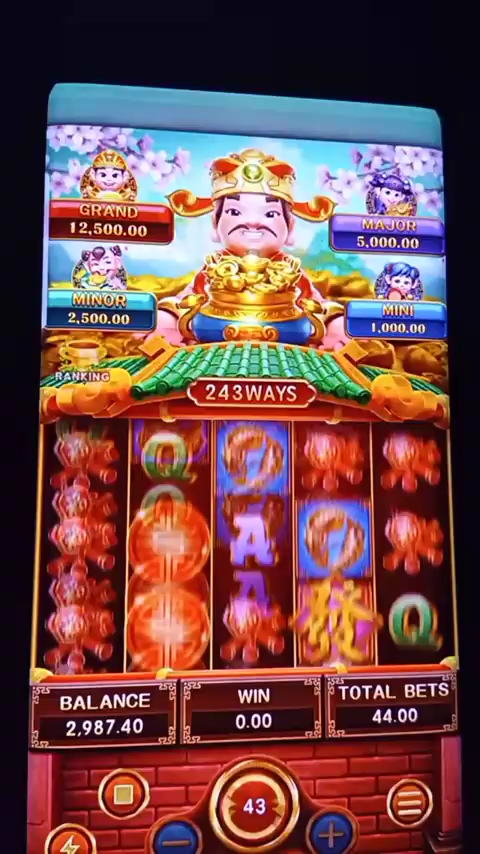 GRAND
12,500.00
MAJOR
5,000.00
MINOR
2,500.00
MINI
1,000.00
RANKING
243WAYS
Q
A
發
Q
BALANCE
2,987.40
WIN
0.00
TOTAL BETS
44.00
43